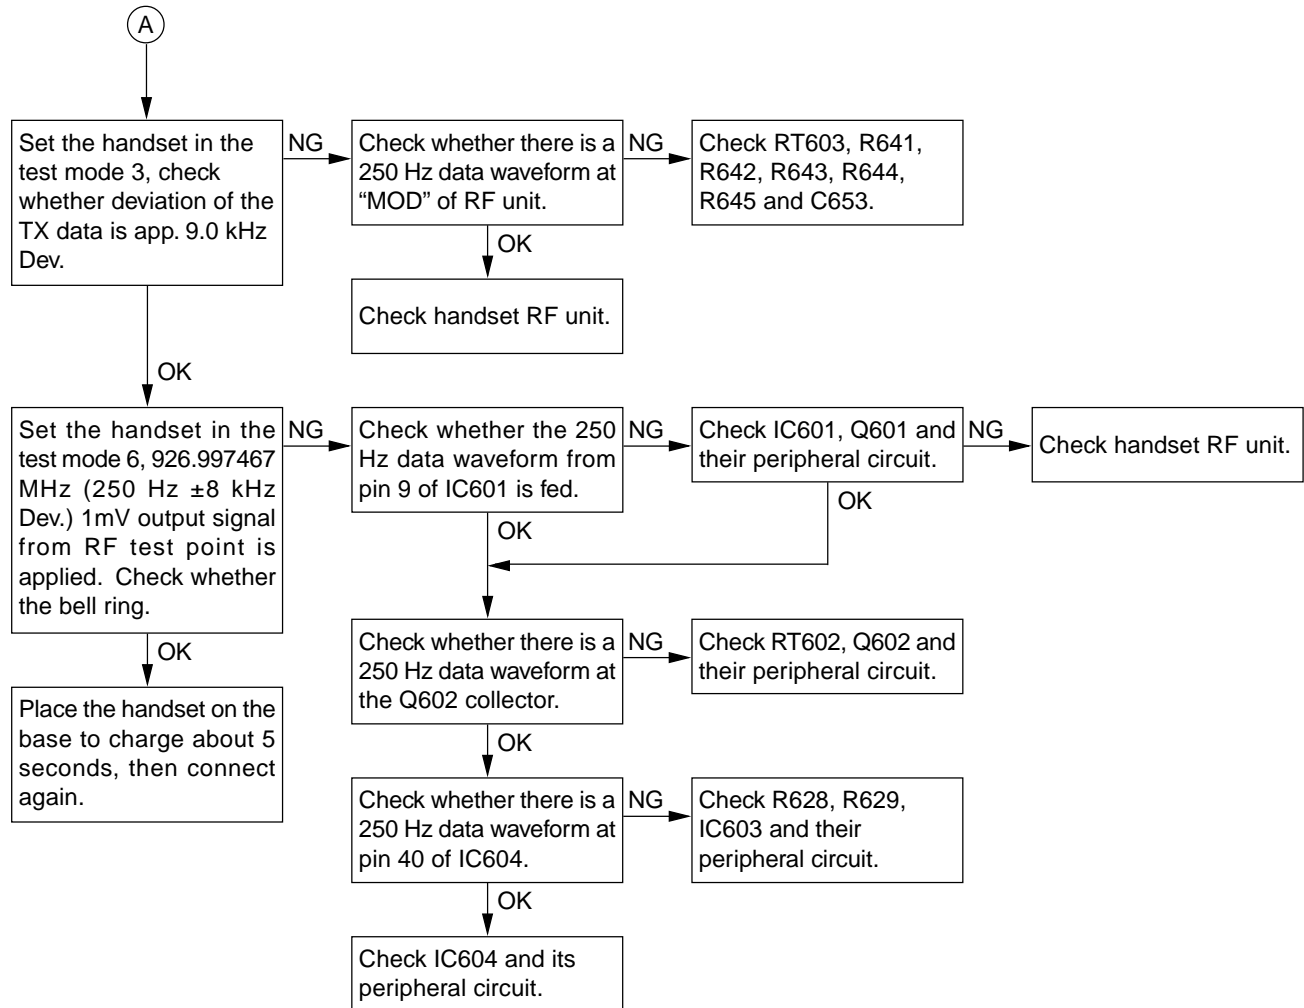 A
Set the handset in the
test mode 3, check
whether deviation of the
TX data is app. 9.0 kHz
Dev.
NG
Check whether there is a
250 Hz data waveform at
“MOD” of RF unit.
NG
Check RT603, R641,
R642, R643, R644,
R645 and C653.
OK
Check handset RF unit.
OK
Set the handset in the
test mode 6, 926.997467
MHz (250 Hz ±8 kHz
Dev.) 1mV output signal
from RF test point is
applied. Check whether
the bell ring.
NG
Check whether the 250
Hz data waveform from
pin 9 of IC601 is fed.
NG
Check IC601, Q601 and
their peripheral circuit.
NG
Check handset RF unit.
OK
OK
OK
Place the handset on the
base to charge about 5
seconds, then connect
again.
Check whether there is a
250 Hz data waveform at
the Q602 collector.
NG
Check RT602, Q602 and
their peripheral circuit.
OK
Check whether there is a
250 Hz data waveform at
pin 40 of IC604.
NG
Check R628, R629,
IC603 and their
peripheral circuit.
OK
Check IC604 and its
peripheral circuit.